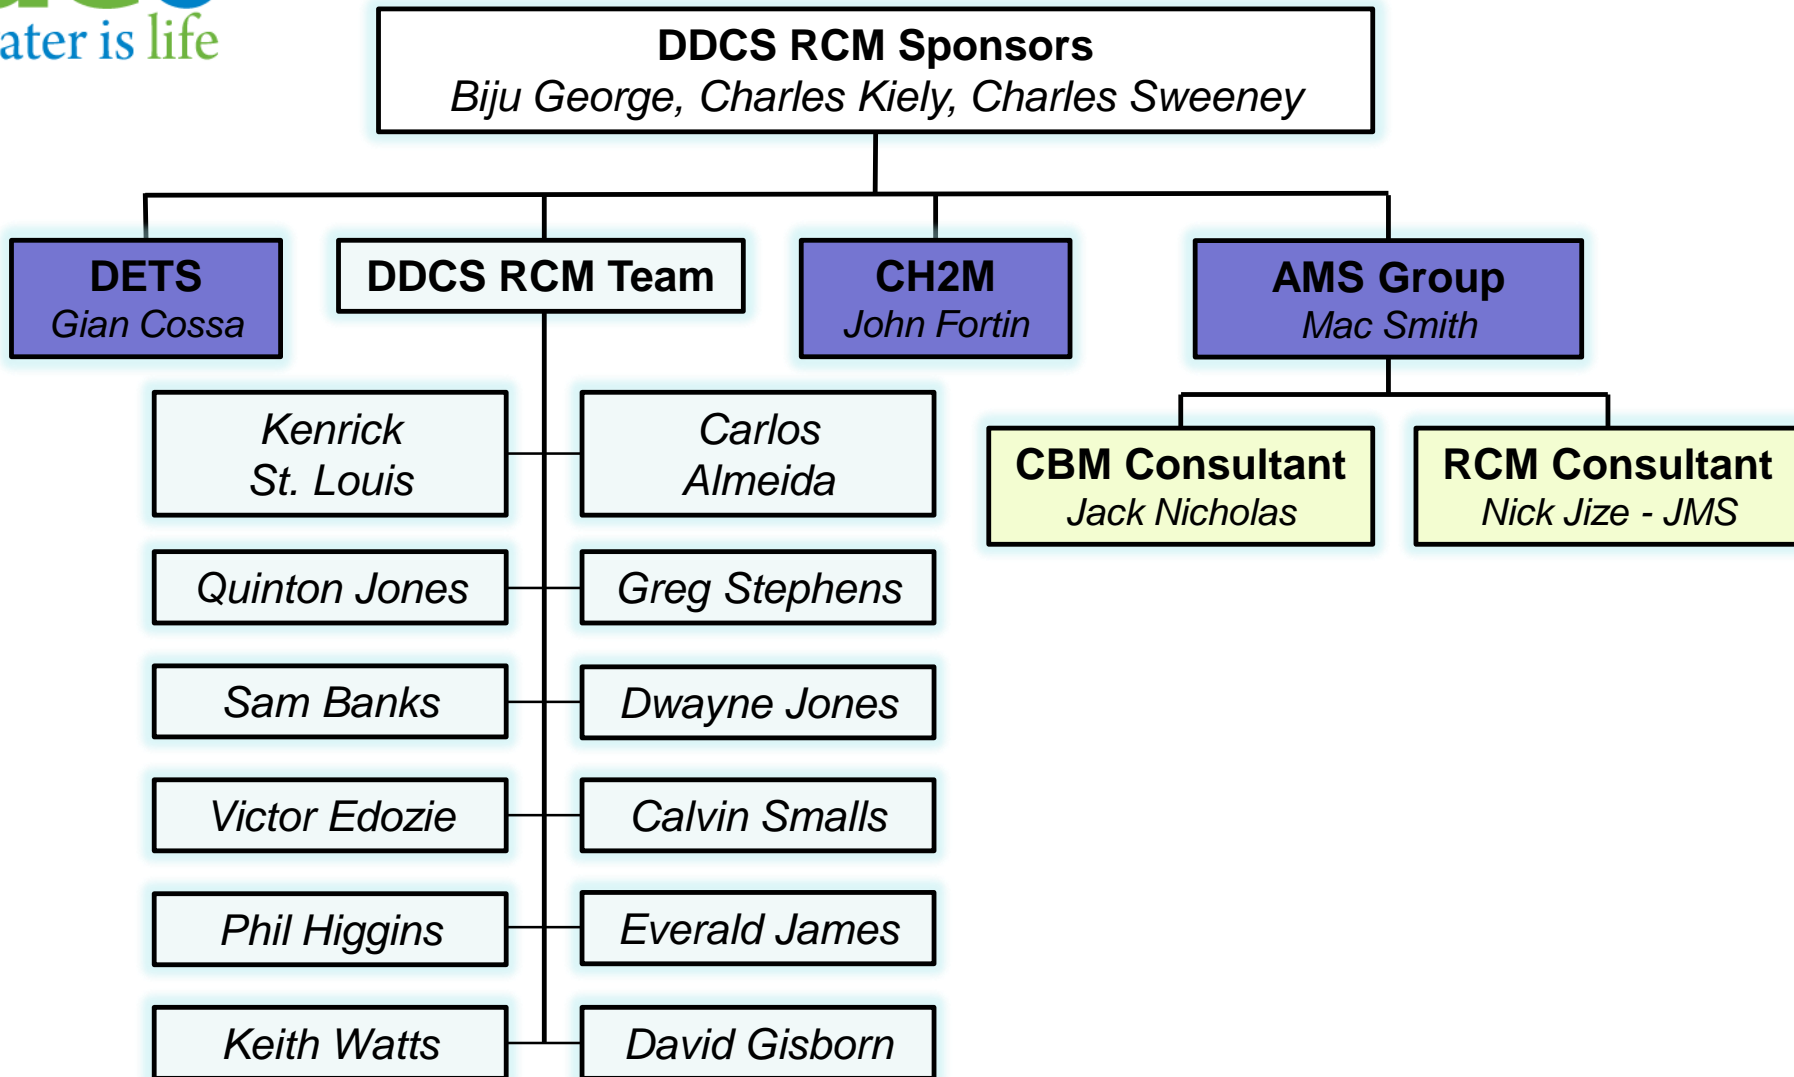 water is life
DDCS RCM Sponsors
Biju George, Charles Kiely, Charles Sweeney
DETS
Gian Cossa
DDCS RCM Team
CH2M
John Fortin
AMS Group
Mac Smith
Kenrick
St. Louis
Carlos
Almeida
CBM Consultant
Jack Nicholas
RCM Consultant
Nick Jize - JMS
Quinton Jones
Greg Stephens
Sam Banks
Dwayne Jones
Victor Edozie
Calvin Smalls
Phil Higgins
Everald James
Keith Watts
David Gisborn